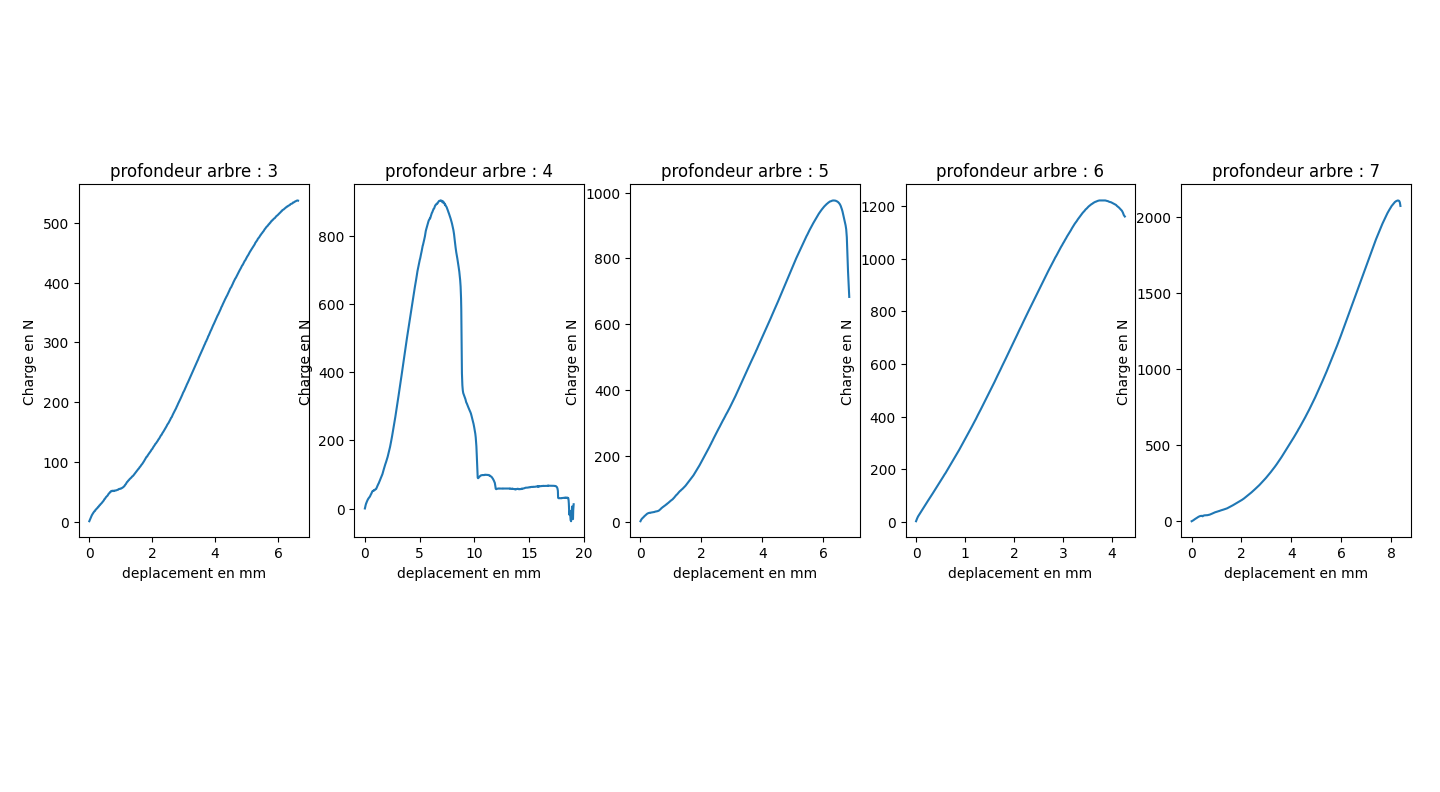 profondeur arbre : 3
Charge en N
500
400
300
200
100
0
0 2 4 6
deplacement en mm
profondeur arbre : 4
Charge en N
800
600
400
200
0
0 5 10 15 20
deplacement en mm
profondeur arbre : 5
Charge en N
1000
800
600
400
200
0
0 2 4 6
deplacement en mm
profondeur arbre : 6
Charge en N
1200
1000
800
600
400
200
0
0 1 2 3 4
deplacement en mm
profondeur arbre : 7
Charge en N
2000
1500
1000
500
0
0 2 4 6 8
deplacement en mm